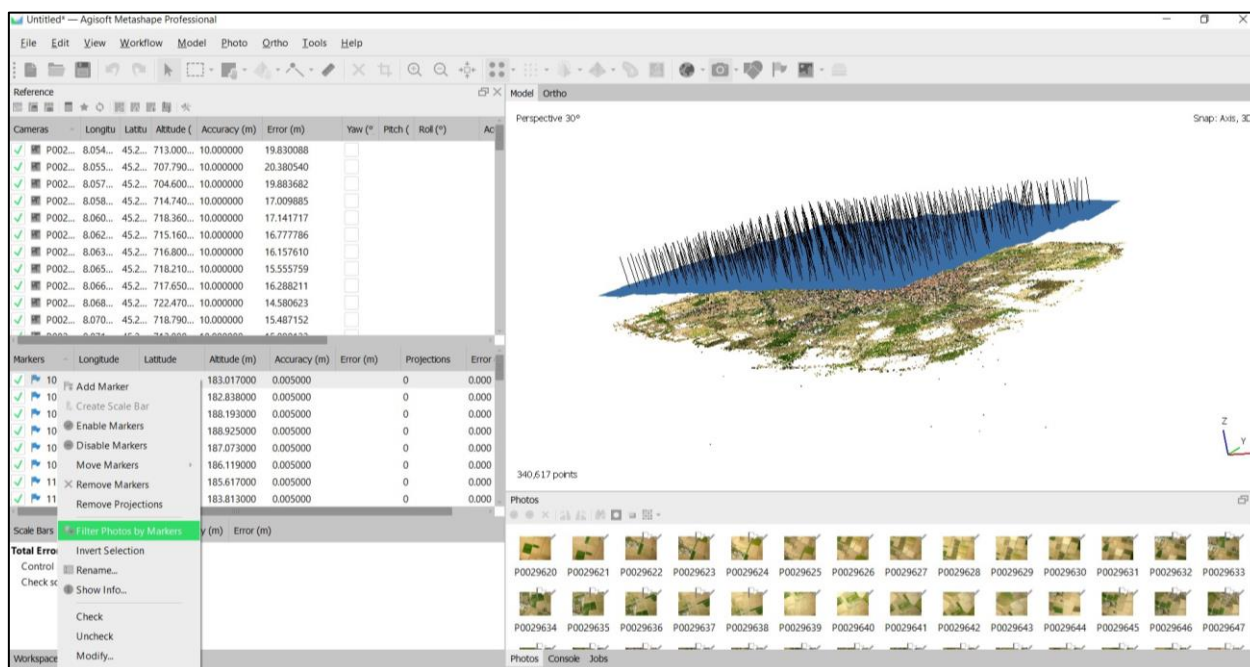 Untitled* — Agisoft Metashape Professional
File Edit View Workflow Model Photo Ortho Tools Help
Reference
Cameras Longitu Latitu Altitude ( Accuracy (m) Error (m) Yaw (° Pitch ( Roll (°) Ac
P002... 8.054... 45.2... 713.000... 10.000000 19.830088
P002... 8.055... 45.2... 707.790... 10.000000 20.380540
P002... 8.057... 45.2... 704.600... 10.000000 19.883682
P002... 8.058... 45.2... 714.740... 10.000000 17.009885
P002... 8.060... 45.2... 718.360... 10.000000 17.141717
P002... 8.062... 45.2... 715.160... 10.000000 16.777786
P002... 8.063... 45.2... 716.800... 10.000000 16.157610
P002... 8.065... 45.2... 718.210... 10.000000 15.555759
P002... 8.066... 45.2... 717.650... 10.000000 16.288211
P002... 8.068... 45.2... 722.470... 10.000000 14.580623
P002... 8.070... 45.2... 718.790... 10.000000 15.487152
Markers Longitude Latitude Altitude (m) Accuracy (m) Error (m) Projections Error
10 183.017000 0.005000 0 0.000
10 182.838000 0.005000 0 0.000
10 188.193000 0.005000 0 0.000
10 188.925000 0.005000 0 0.000
10 187.073000 0.005000 0 0.000
10 186.119000 0.005000 0 0.000
11 185.617000 0.005000 0 0.000
11 183.813000 0.005000 0 0.000
Add Marker
Create Scale Bar
Enable Markers
Disable Markers
Move Markers
Remove Markers
Remove Projections
Filter Photos by Markers
Invert Selection
Rename...
Show Info...
Check
Uncheck
Modify...
Scale Bars y (m) Error (m)
Total Erro
Control
Check sc
Workspace
Model Ortho
Perspective 30°
Snap: Axis, 3D
Z
Y
340,617 points
Photos
P0029620 P0029621 P0029622 P0029623 P0029624 P0029625 P0029626 P0029627 P0029628 P0029629 P0029630 P0029631 P0029632 P0029633
P0029634 P0029635 P0029636 P0029637 P0029638 P0029639 P0029640 P0029641 P0029642 P0029643 P0029644 P0029645 P0029646 P0029647
Photos Console Jobs